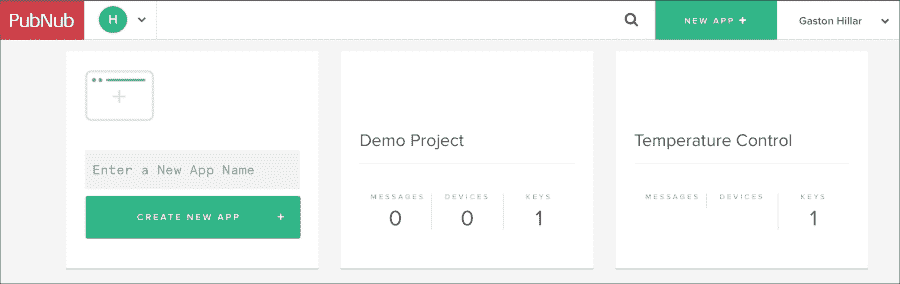 PubNub
H
NEW APP +
Gaston Hillar
Enter a New App Name
CREATE NEW APP +
Demo Project
MESSAGES DEVICES KEYS
0 0 1
Temperature Control
MESSAGES DEVICES KEYS
1